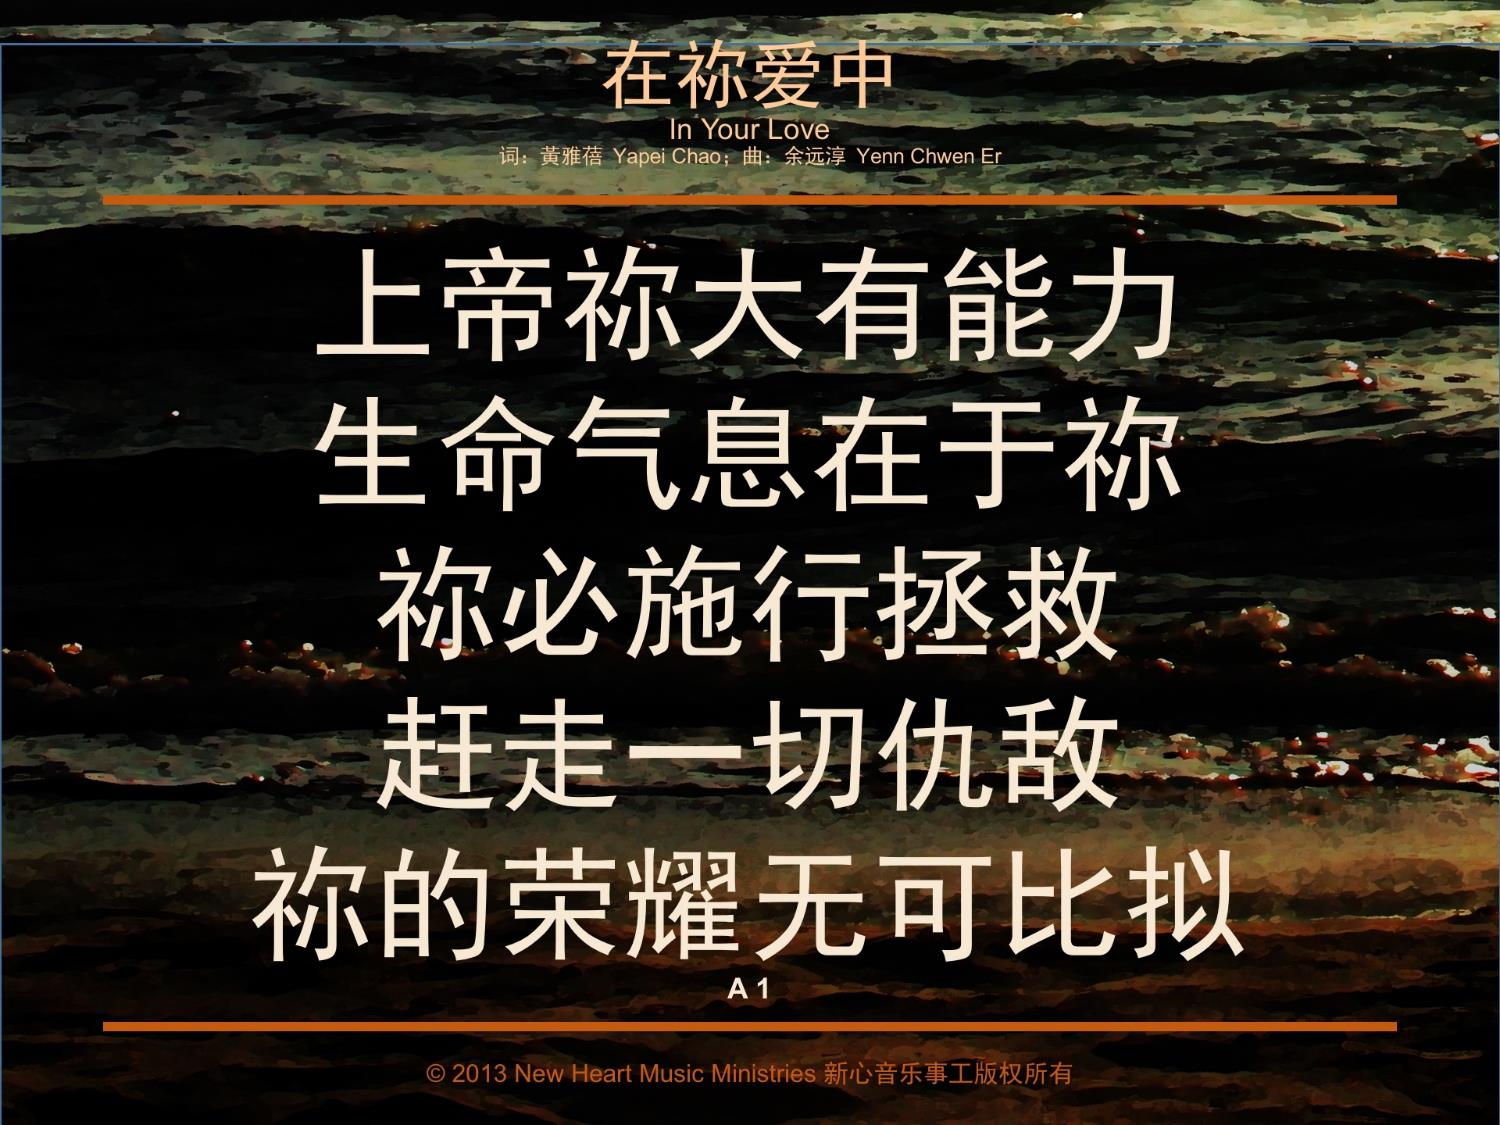 在祢爱中
In Your Love
词：黃雅蓓 Yapei Chao；曲：余远淳 Yenn Chwen Er
上帝祢大有能力
生命气息在于祢
祢必施行拯救
赶走一切仇敌
祢的荣耀无可比拟
A 1
© 2013 New Heart Music Ministries 新心音乐事工版权所有